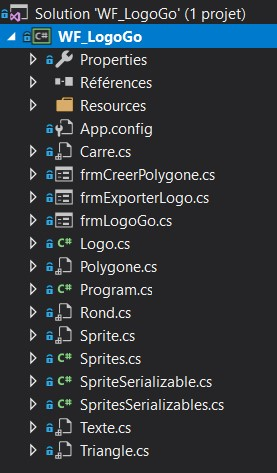 Solution 'WF_LogoGo' (1 projet)
C# WF_LogoGo
Properties
Références
Resources
App.config
Carre.cs
frmCreerPolygone.cs
frmExporterLogo.cs
frmLogoGo.cs
C# Logo.cs
Polygone.cs
C# Program.cs
Rond.cs
Sprite.cs
C# Sprites.cs
C# SpriteSerializable.cs
C# SpritesSerializables.cs
Texte.cs
Triangle.cs